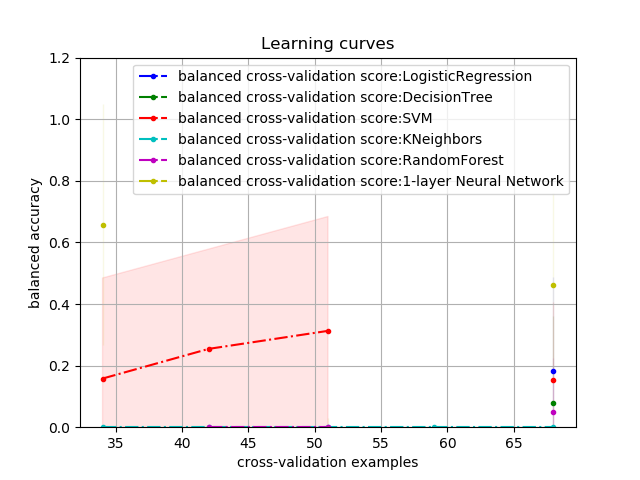 Learning curves
1.2
1.0
0.8
0.6
0.4
0.2
0.0
balanced accuracy
balanced cross-validation score:LogisticRegression
balanced cross-validation score:DecisionTree
balanced cross-validation score:SVM
balanced cross-validation score:KNeighbors
balanced cross-validation score:RandomForest
balanced cross-validation score:1-layer Neural Network
35 40 45 50 55 60 65
cross-validation examples